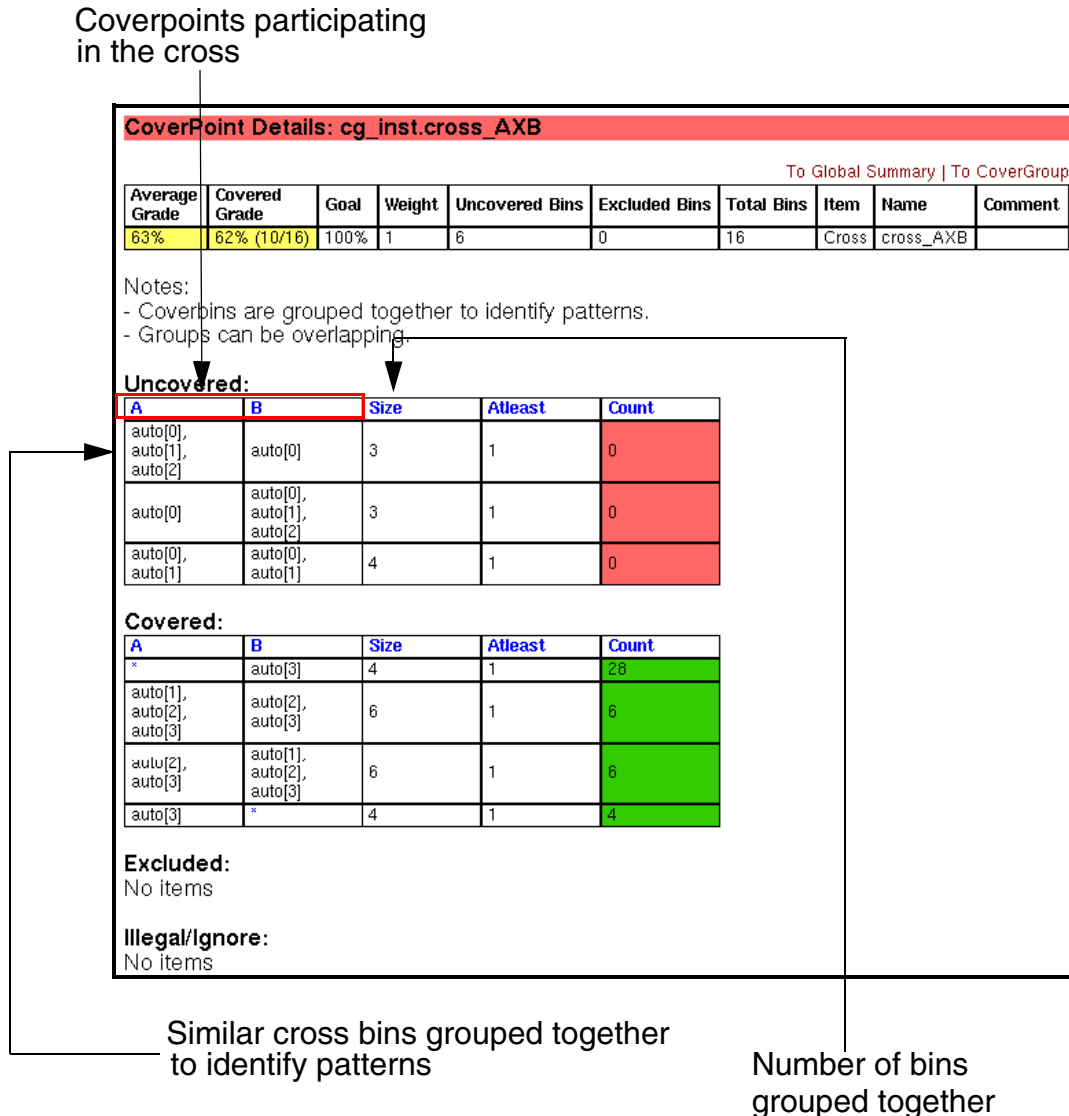 Coverpoints participating
in the cross
CoverPoint Details: cg_inst.cross_AXB
To Global Summary | To CoverGroup
Average Grade Covered Grade Goal Weight Uncovered Bins Excluded Bins Total Bins Item Name Comment
63% 62% (10/16) 100% 1 6 0 16 Cross cross_AXB
Notes:
- Coverbins are grouped together to identify patterns.
- Groups can be overlapping.
Uncovered:
A B Size Atleast Count
auto[0], auto[1], auto[2] auto[0] 3 1 0
auto[0] auto[0], auto[1], auto[2] 3 1 0
auto[0], auto[1] auto[0], auto[1] 4 1 0
Covered:
A B Size Atleast Count
* auto[3] 4 1 28
auto[1], auto[2], auto[3] auto[2], auto[3] 6 1 6
auto[2], auto[3] auto[1], auto[2], auto[3] 6 1 6
auto[3] * 4 1 4
Excluded:
No items
Illegal/Ignore:
No items
Similar cross bins grouped together
to identify patterns
Number of bins
grouped together